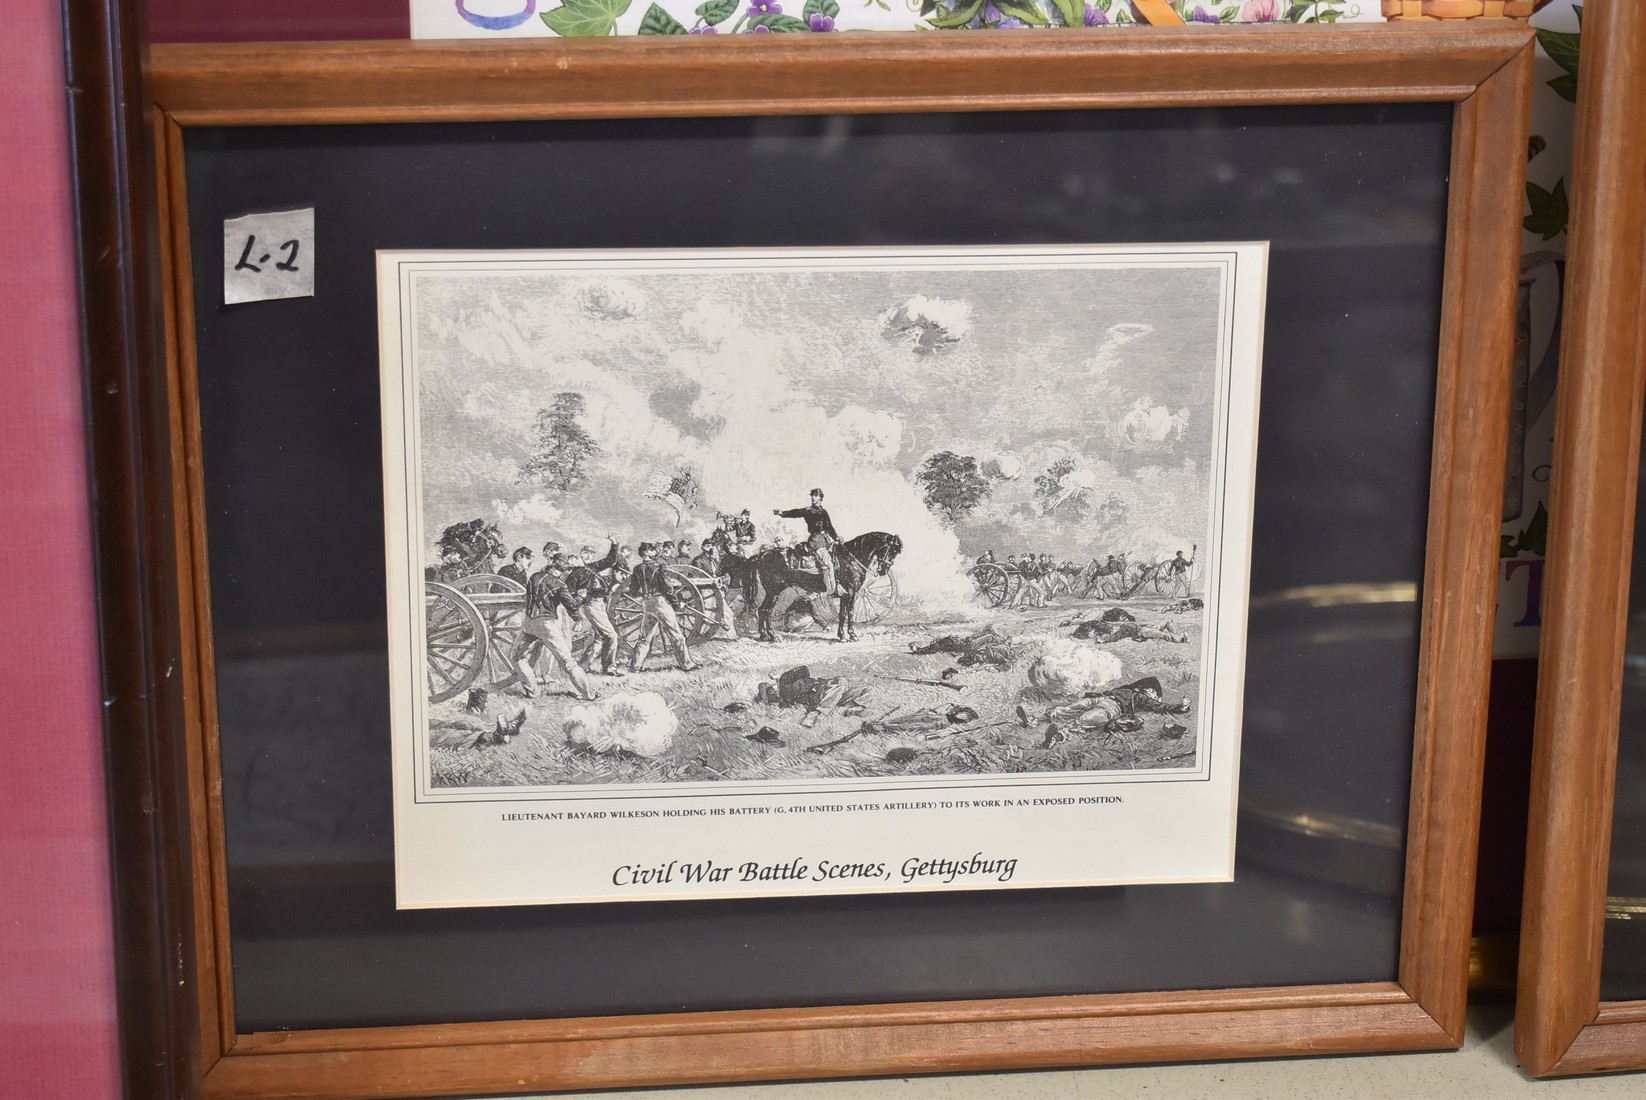 L-2
LIEUTENANT BAYARD WILKESON HOLDING HIS BATTERY (G, 4TH UNITED STATES ARTILLERY) TO ITS WORK IN AN EXPOSED POSITION.
Civil War Battle Scenes, Gettysburg